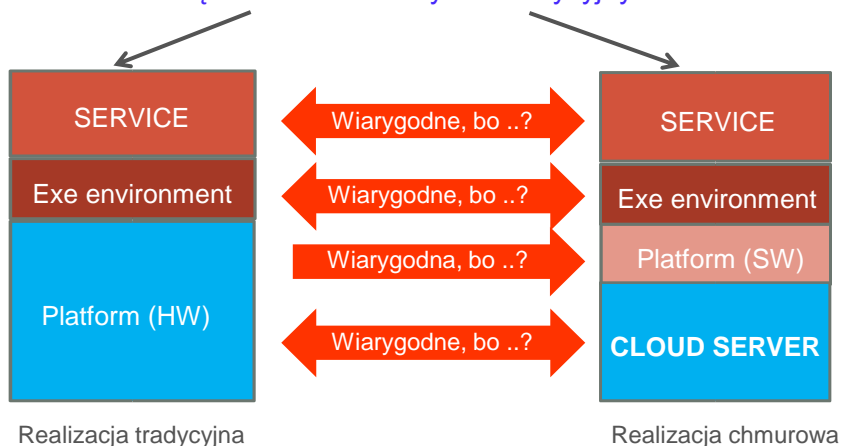 SERVICE
Wiarygodne, bo ..?
SERVICE
Exe environment
Wiarygodne, bo ..?
Exe environment
Wiarygodna, bo ..?
Platform (SW)
Platform (HW)
Wiarygodne, bo ..?
CLOUD SERVER
Realizacja tradycyjna
Realizacja chmurowa